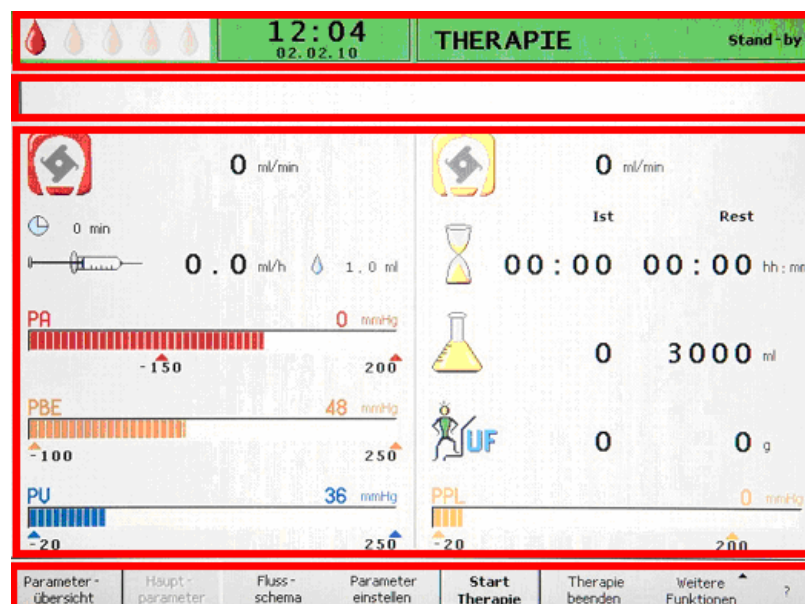 12:04
02.02.10
THERAPIE
Stand-by
0 ml/min
0 min
0.0 ml/h 1.0 ml
PA 0 mmHg
-150 200
PBE 48 mmHg
-100 250
PV 36 mmHg
-20 250
0 ml/min
Ist Rest
00:00 00:00 hh:mm
0 3000 ml
UF 0 0 g
PPL 0 mmHg
-20 200
Parameter-
übersicht
Haupt-
parameter
Fluss-
schema
Parameter
einstellen
Start
Therapie
Therapie
beenden
Weitere
Funktionen
?